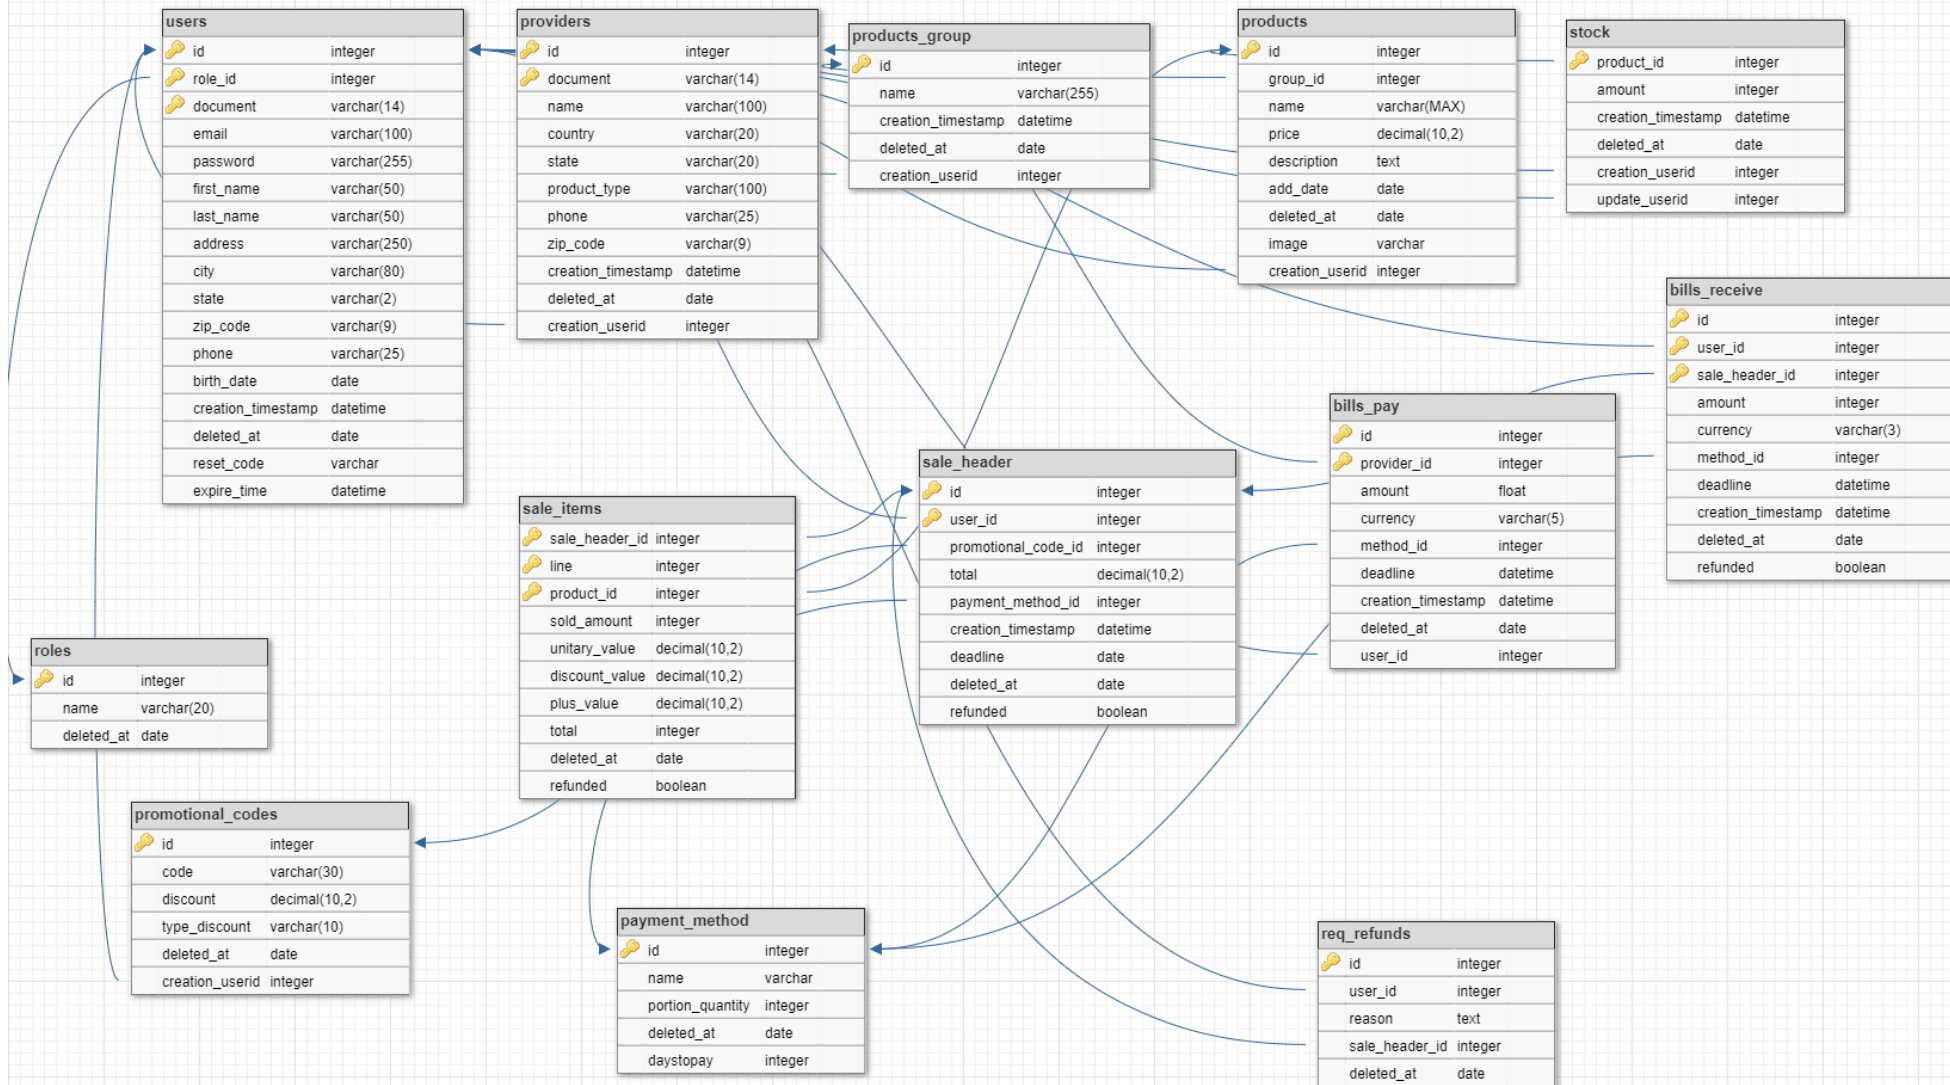 users
id integer
role_id integer
document varchar(14)
email varchar(100)
password varchar(255)
first_name varchar(50)
last_name varchar(50)
address varchar(250)
city varchar(80)
state varchar(2)
zip_code varchar(9)
phone varchar(25)
birth_date date
creation_timestamp datetime
deleted_at date
reset_code varchar
expire_time datetime
providers
id integer
document varchar(14)
name varchar(100)
country varchar(20)
state varchar(20)
product_type varchar(100)
phone varchar(25)
zip_code varchar(9)
creation_timestamp datetime
deleted_at date
creation_userid integer
products_group
id integer
name varchar(255)
creation_timestamp datetime
deleted_at date
creation_userid integer
products
id integer
group_id integer
name varchar(MAX)
price decimal(10,2)
description text
add_date date
deleted_at date
image varchar
creation_userid integer
stock
product_id integer
amount integer
creation_timestamp datetime
deleted_at date
creation_userid integer
update_userid integer
bills_receive
id integer
user_id integer
sale_header_id integer
amount integer
currency varchar(3)
method_id integer
deadline datetime
creation_timestamp datetime
deleted_at date
refunded boolean
bills_pay
id integer
provider_id integer
amount float
currency varchar(5)
method_id integer
deadline datetime
creation_timestamp datetime
deleted_at date
user_id integer
sale_header
id integer
user_id integer
promotional_code_id integer
total decimal(10,2)
payment_method_id integer
creation_timestamp datetime
deadline date
deleted_at date
refunded boolean
sale_items
sale_header_id integer
line integer
product_id integer
sold_amount integer
unitary_value decimal(10,2)
discount_value decimal(10,2)
plus_value decimal(10,2)
total integer
deleted_at date
refunded boolean
roles
id integer
name varchar(20)
deleted_at date
promotional_codes
id integer
code varchar(30)
discount decimal(10,2)
type_discount varchar(10)
deleted_at date
creation_userid integer
payment_method
id integer
name varchar
portion_quantity integer
deleted_at date
daystopay integer
req_refunds
id integer
user_id integer
reason text
sale_header_id integer
deleted_at date